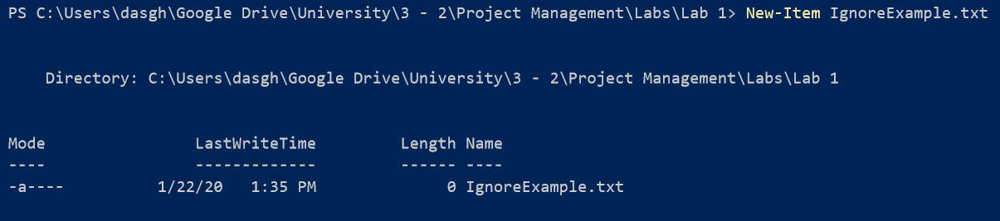 PS C:\Users\dasgh\Google Drive\University\3 - 2\Project Management\Labs\Lab 1> New-Item IgnoreExample.txt
Directory: C:\Users\dasgh\Google Drive\University\3 - 2\Project Management\Labs\Lab 1
Mode LastWriteTime Length Name
---- ------------- ------ ----
-a---- 1/22/20 1:35 PM 0 IgnoreExample.txt